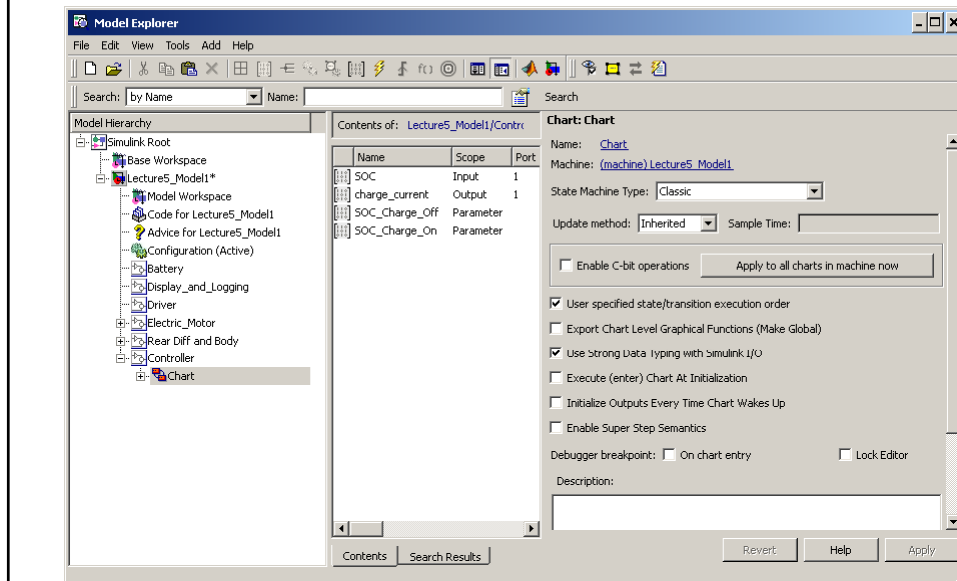 Model Explorer
File Edit View Tools Add Help
Search: by Name Name: Search
Model Hierarchy
Simulink Root
Base Workspace
Lecture5_Model1*
Model Workspace
Code for Lecture5_Model1
Advice for Lecture5_Model1
Configuration (Active)
Battery
Display_and_Logging
Driver
Electric_Motor
Rear Diff and Body
Controller
Chart
Contents of: Lecture5_Model1/Contr
Name Scope Port
SOC Input 1
charge_current Output 1
SOC_Charge_Off Parameter
SOC_Charge_On Parameter
Contents Search Results
Chart: Chart
Name: Chart
Machine: (machine) Lecture5_Model1
State Machine Type: Classic
Update method: Inherited Sample Time:
Enable C-bit operations Apply to all charts in machine now
User specified state/transition execution order
Export Chart Level Graphical Functions (Make Global)
Use Strong Data Typing with Simulink I/O
Execute (enter) Chart At Initialization
Initialize Outputs Every Time Chart Wakes Up
Enable Super Step Semantics
Debugger breakpoint: On chart entry Lock Editor
Description:
Revert Help Apply